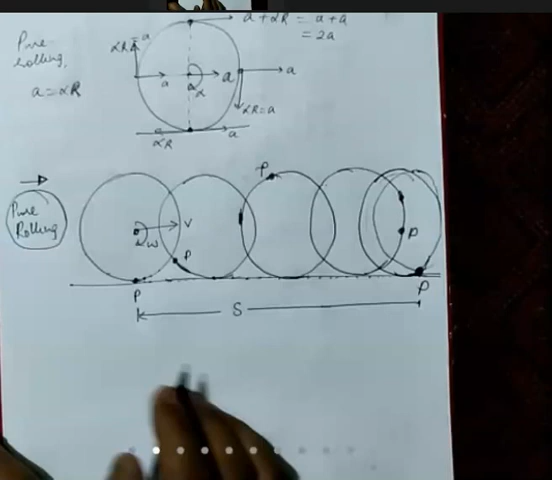 a + αR = a + a
= 2a
Pure
rolling,
a = αR
αR = a
a
a
a
α
αR = a
αR
a
Pure
Rolling
P
V
ω
P
P
P
P
S